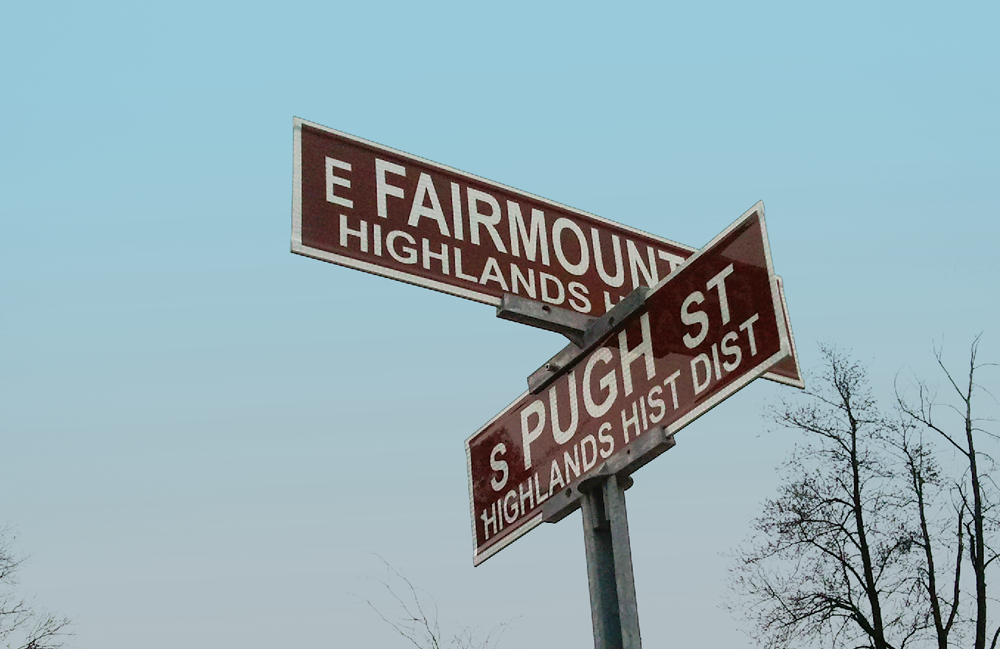 E FAIRMOUNT
HIGHLANDS
S PUGH ST
HIGHLANDS HIST DIST